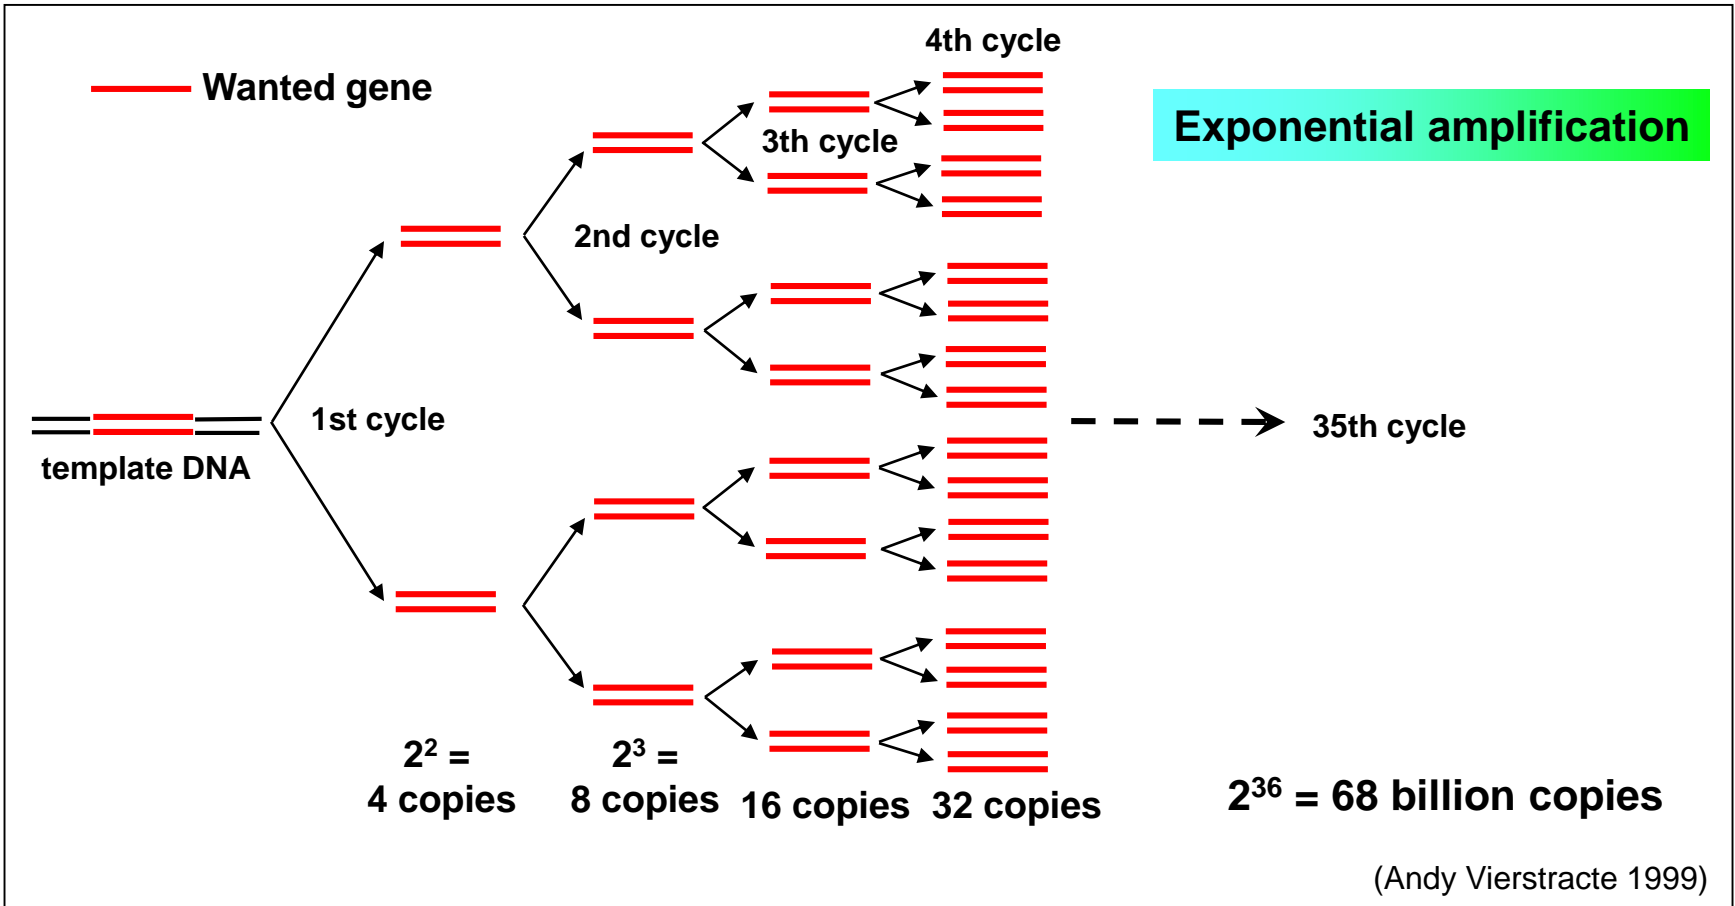 4th cycle
Wanted gene
Exponential amplification
3th cycle
2nd cycle
1st cycle
35th cycle
template DNA
2² =
4 copies
2³ =
8 copies
16 copies
32 copies
2³⁶ = 68 billion copies
(Andy Vierstracte 1999)